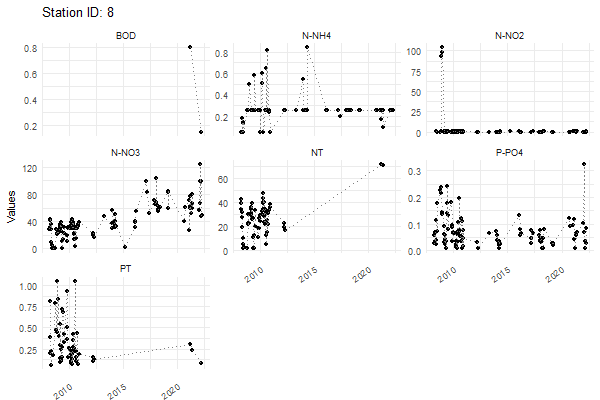 Station ID: 8
BOD N-NH4 N-NO2
0.8 0.6 0.4 0.2
0.8 0.6 0.4 0.2
100 75 50 25 0
N-NO3 NT P-PO4
Values
120 80 40 0
80 60 40 20 0
0.3 0.2 0.1 0.0
2010 2015 2020
2010 2015 2020
PT
1.00 0.75 0.50 0.25
2010 2015 2020